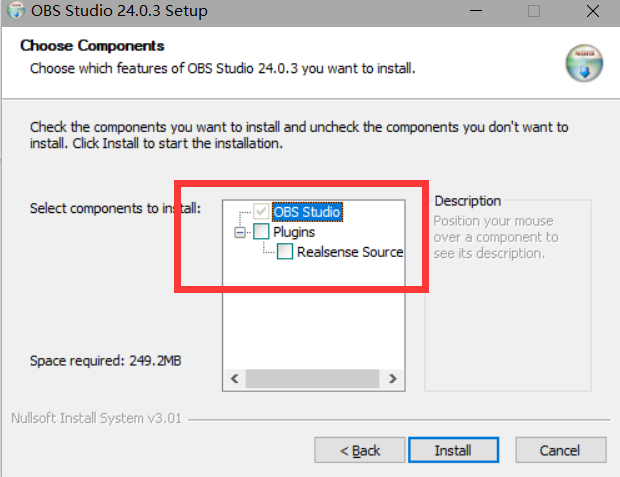 OBS Studio 24.0.3 Setup
Choose Components
Choose which features of OBS Studio 24.0.3 you want to install.
Check the components you want to install and uncheck the components you don't want to
install. Click Install to start the installation.
Select components to install:
OBS Studio
Plugins
Realsense Source
Description
Position your mouse
over a component to
see its description.
Space required: 249.2MB
Nullsoft Install System v3.01
< Back
Install
Cancel